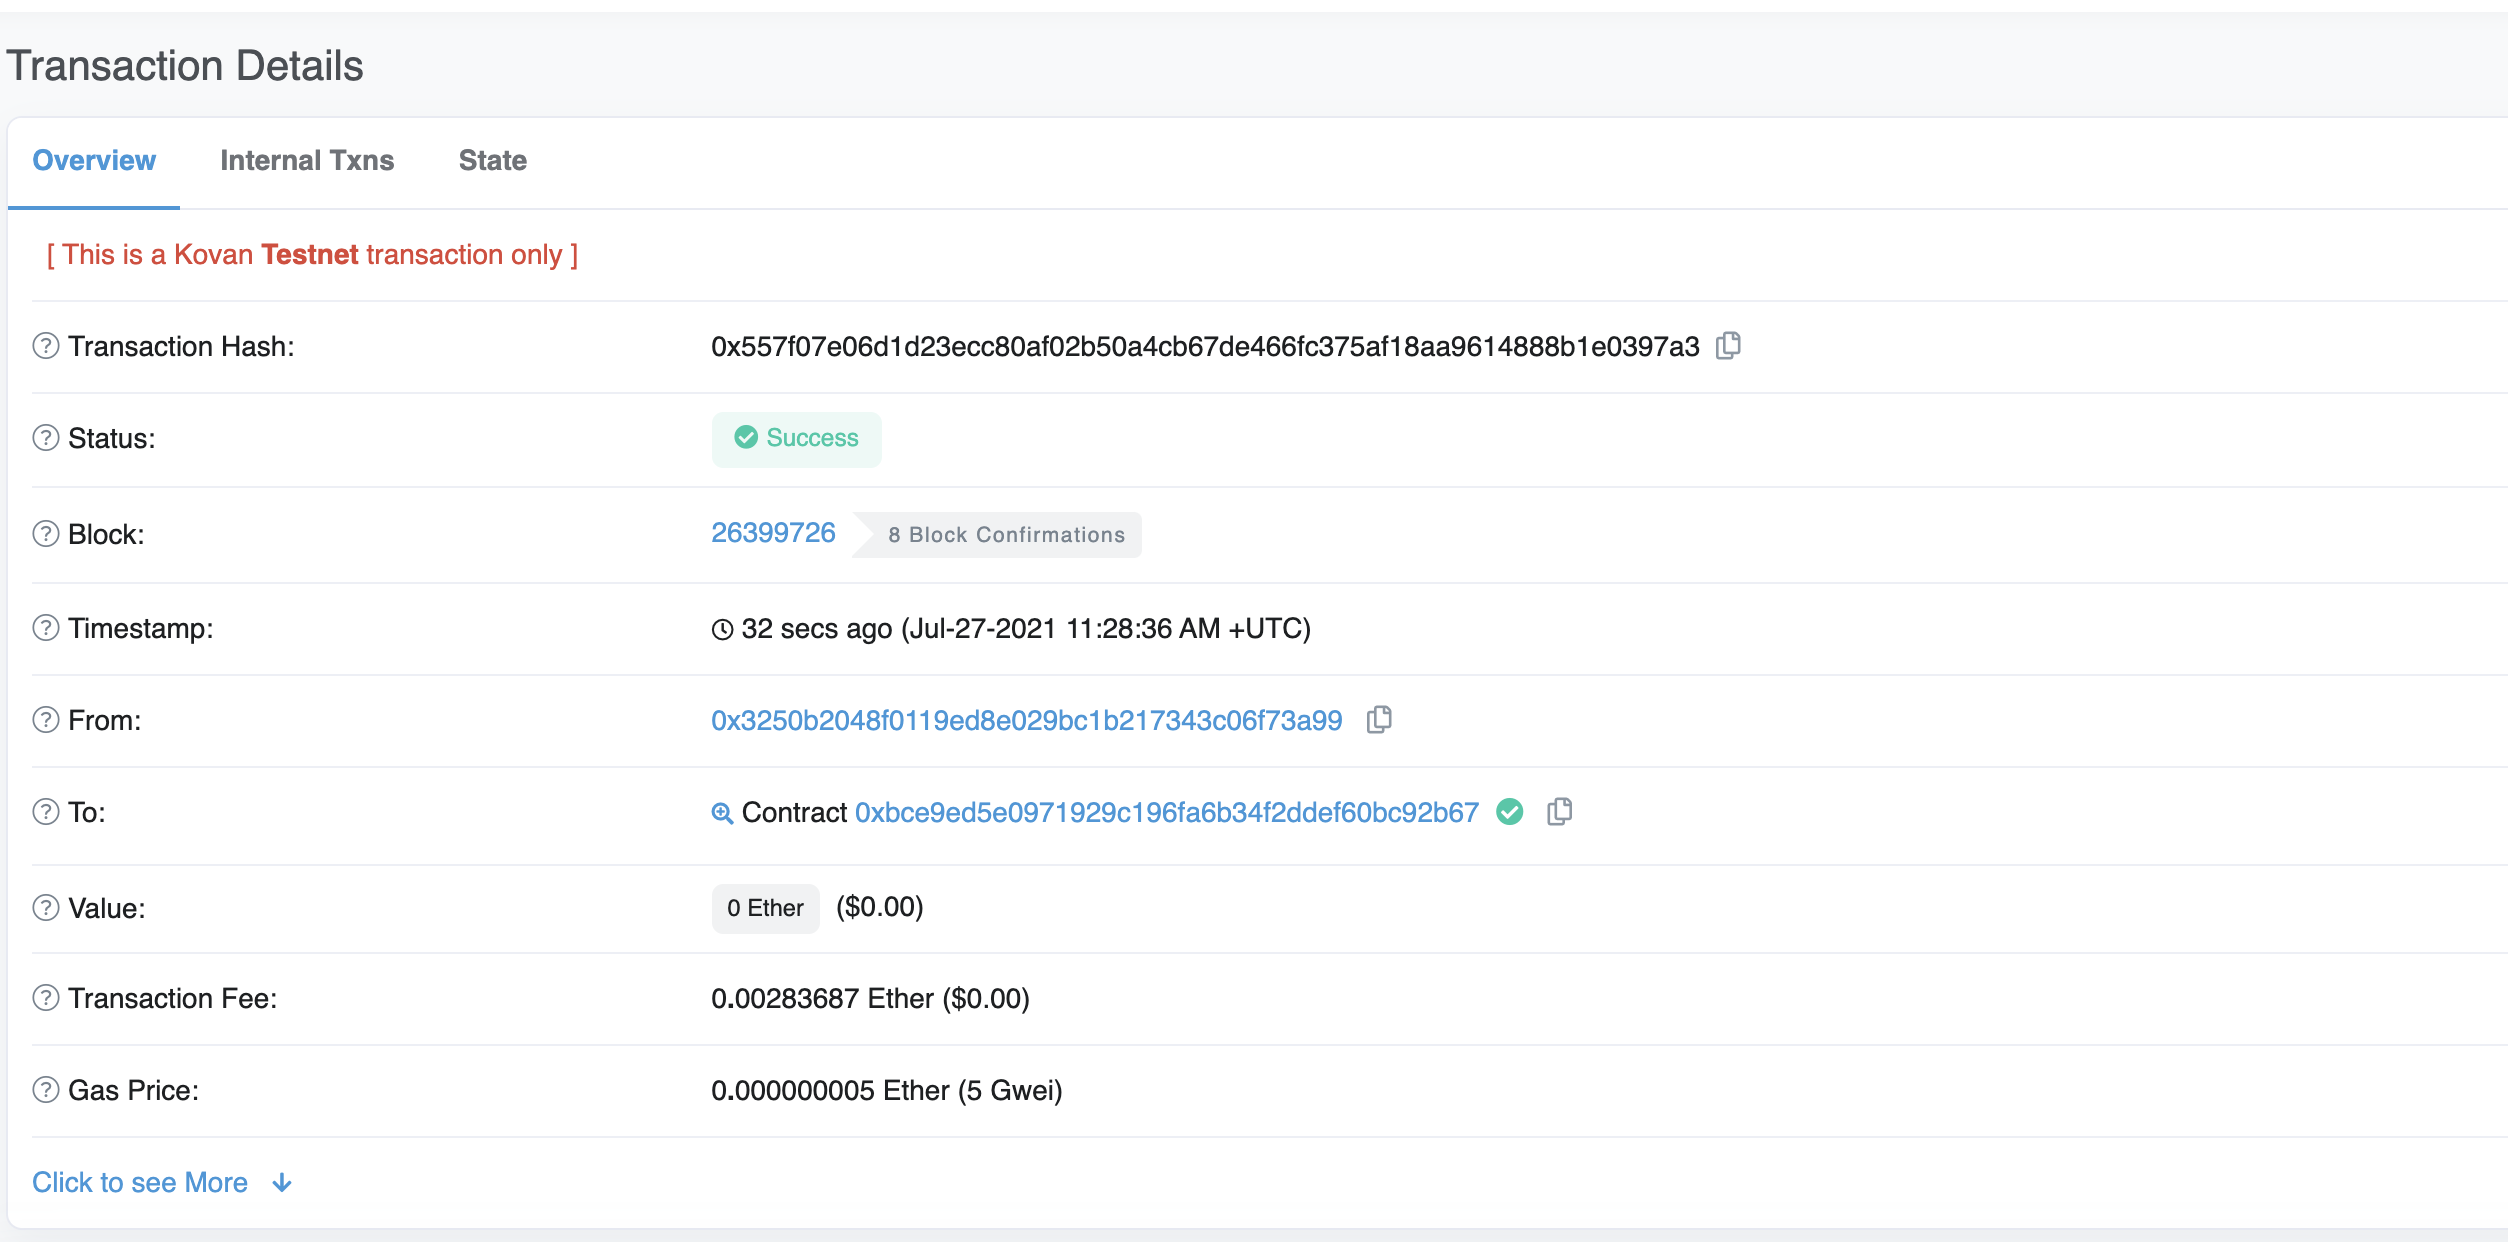 Transaction Details
Overview Internal Txns State
[ This is a Kovan Testnet transaction only ]
Transaction Hash: 0x557f07e06d1d23ecc80af02b50a4cb67de466fc375af18aa9614888b1e0397a3
Status: Success
Block: 26399726 8 Block Confirmations
Timestamp: 32 secs ago (Jul-27-2021 11:28:36 AM +UTC)
From: 0x3250b2048f0119ed8e029bc1b217343c06f73a99
To: Contract 0xbce9ed5e0971929c196fa6b34f2ddef60bc92b67
Value: 0 Ether ($0.00)
Transaction Fee: 0.00283687 Ether ($0.00)
Gas Price: 0.000000005 Ether (5 Gwei)
Click to see More